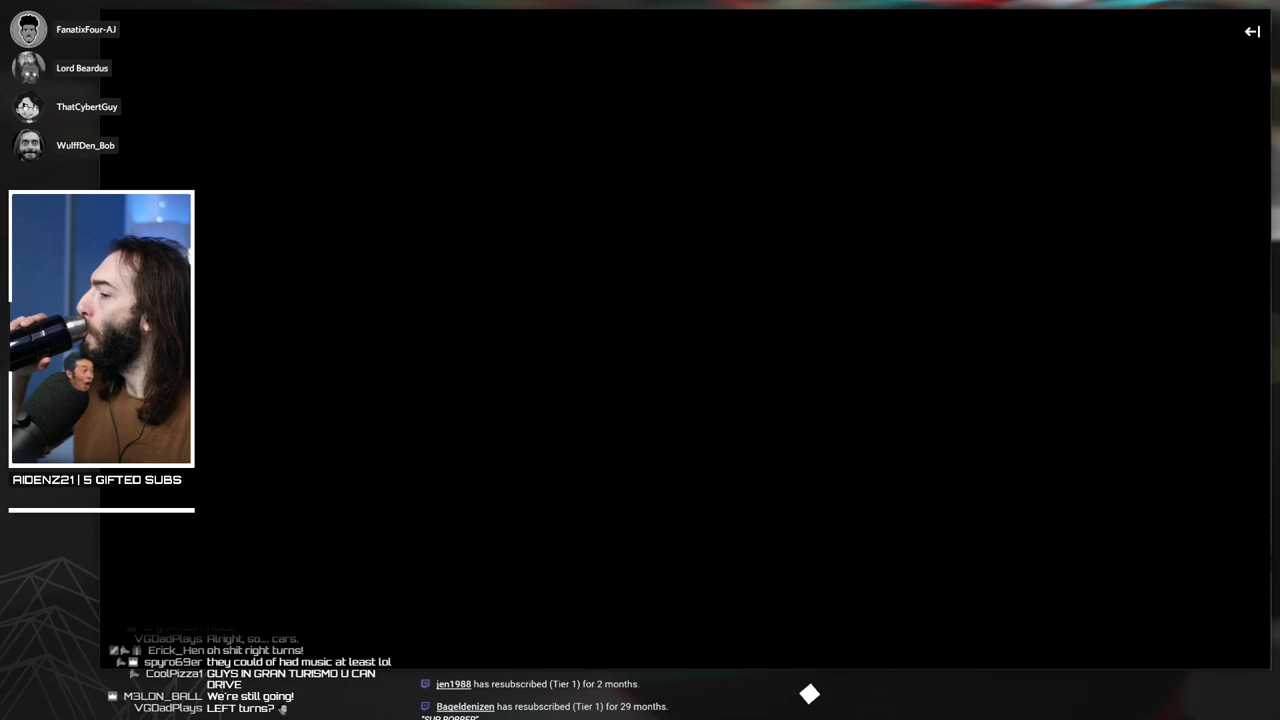 FanatixFour-AJ
Lord Beardus
ThatCybertGuy
WulffDen_Bob
AIDENZ21 | 5 GIFTED SUBS
VGDadPlays Alright, so... cars.
Erick_Hen oh shit right turns!
spyro69er they could of had music at least lol
CoolPizza1 GUYS IN GRAN TURISMO U CAN
DRIVE
M3LON_BALL We're still going!
VGDadPlays LEFT turns?
jen1988 has resubscribed (Tier 1) for 2 months.
Bageldenizen has resubscribed (Tier 1) for 29 months.
"SUP BOBBER"